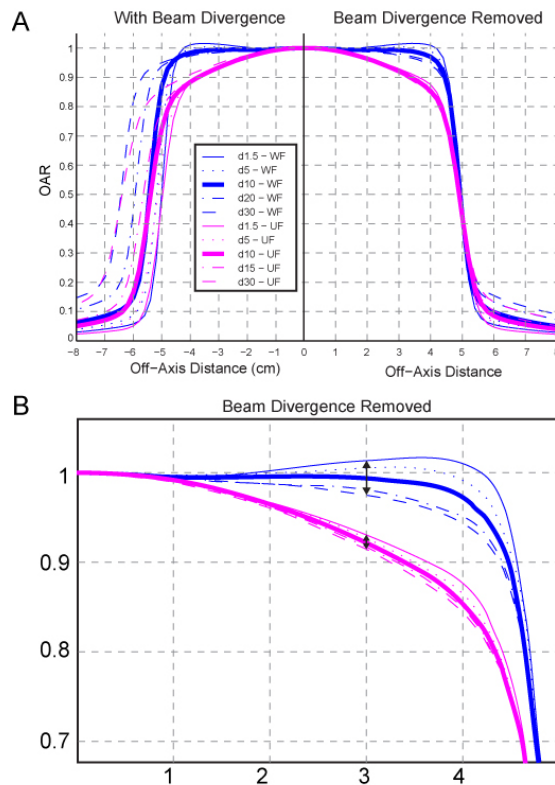 A
With Beam Divergence
Beam Divergence Removed
1
0.9
0.8
0.7
0.6
0.5
0.4
0.3
0.2
0.1
0
OAR
d1.5 - WF
d5 - WF
d10 - WF
d20 - WF
d30 - WF
d1.5 - UF
d5 - UF
d10 - UF
d15 - UF
d30 - UF
-8 -7 -6 -5 -4 -3 -2 -1 0 1 2 3 4 5 6 7 8
Off-Axis Distance (cm)
Off-Axis Distance
B
Beam Divergence Removed
1
0.9
0.8
0.7
1 2 3 4